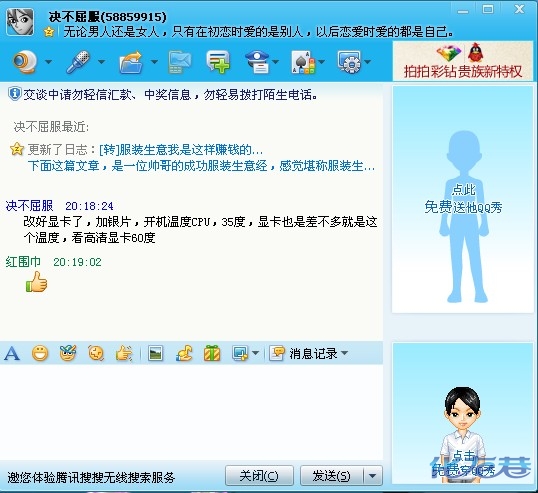 决不屈服(58859915)
无论男人还是女人，只有在初恋时爱的是别人，以后恋爱时爱的都是自己。
拍拍彩钻贵族新特权
交谈中请勿轻信汇款、中奖信息，勿轻易拨打陌生电话。
决不屈服最近:
更新了日志：[转]服装生意我是这样赚钱的...
下面这篇文章，是一位帅哥的成功服装生意经，感觉堪称服装生...
决不屈服 20:18:24
改好显卡了，加银片，开机温度CPU，35度，显卡也是差不多就是这
个温度，看高清显卡60度
红围巾 20:19:02
点此
免费送他QQ秀
A
消息记录
点击
免费穿QQ秀
邀您体验腾讯搜搜无线搜索服务
关闭(C)
发送(S)